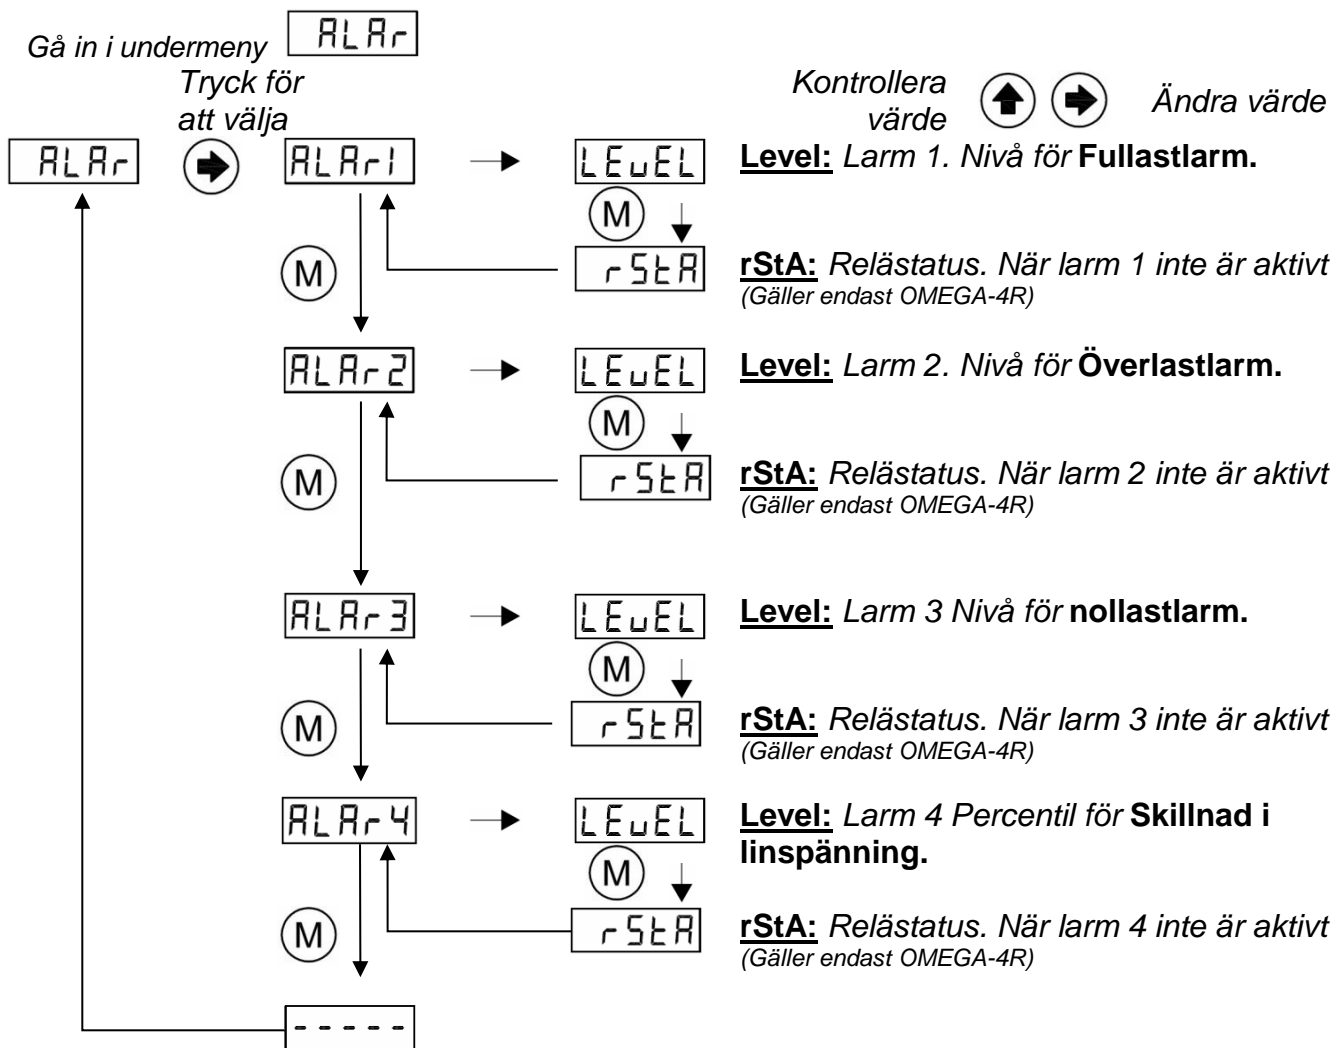 Gå in i undermeny ALAr
Tryck för
att välja
Kontrollera
värde
Ändra värde
ALAr
ALAr1
LEvEL
Level: Larm 1. Nivå för Fullastlarm.
M
M
rStA
rStA: Relästatus. När larm 1 inte är aktivt
(Gäller endast OMEGA-4R)
ALAr2
LEvEL
Level: Larm 2. Nivå för Överlastlarm.
M
M
rStA
rStA: Relästatus. När larm 2 inte är aktivt
(Gäller endast OMEGA-4R)
ALAr3
LEvEL
Level: Larm 3 Nivå för nollastlarm.
M
M
rStA
rStA: Relästatus. När larm 3 inte är aktivt
(Gäller endast OMEGA-4R)
ALAr4
LEvEL
Level: Larm 4 Percentil för Skillnad i
linspänning.
M
M
rStA
rStA: Relästatus. När larm 4 inte är aktivt
(Gäller endast OMEGA-4R)
- - - - -